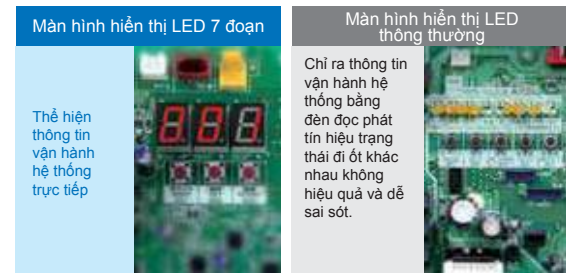 Màn hình hiển thị LED 7 đoạn
Thể hiện
thông tin
vận hành
hệ thống
trực tiếp
Màn hình hiển thị LED
thông thường
Chỉ ra thông tin
vận hành hệ
thống bằng
đèn đọc phát
tín hiệu trạng
thái đi ốt khác
nhau không
hiệu quả và dễ
sai sót.